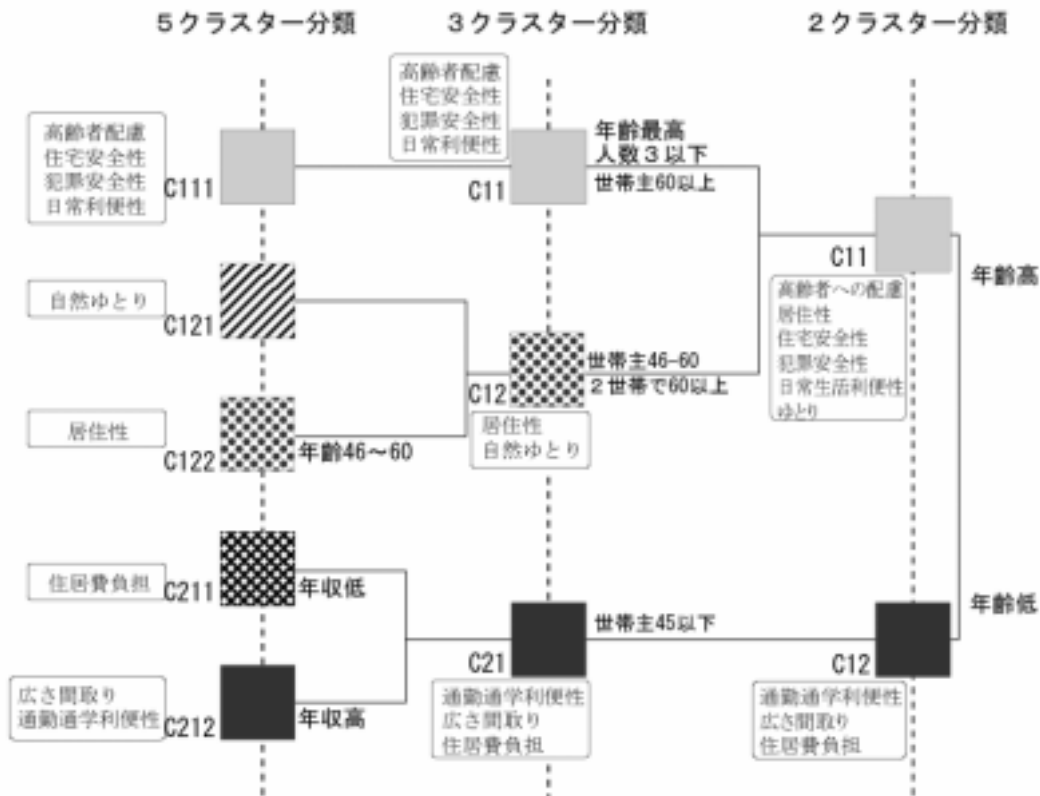 5クラスター分類
3クラスター分類
2クラスター分類
高齢者配慮
住宅安全性
犯罪安全性
日常利便性
C111
高齢者配慮
住宅安全性
犯罪安全性
日常利便性
C11
年齢最高
人数3以下
世帯主60以上
C11
高齢者への配慮
居住性
住宅安全性
犯罪安全性
日常生活利便性
ゆとり
年齢高
自然ゆとり
C121
居住性
C122
年齢46～60
C12
居住性
自然ゆとり
世帯主46-60
2世帯で60以上
住居費負担
C211
年収低
広さ間取り
通勤通学利便性
C212
年収高
C21
通勤通学利便性
広さ間取り
住居費負担
世帯主45以下
C12
通勤通学利便性
広さ間取り
住居費負担
年齢低